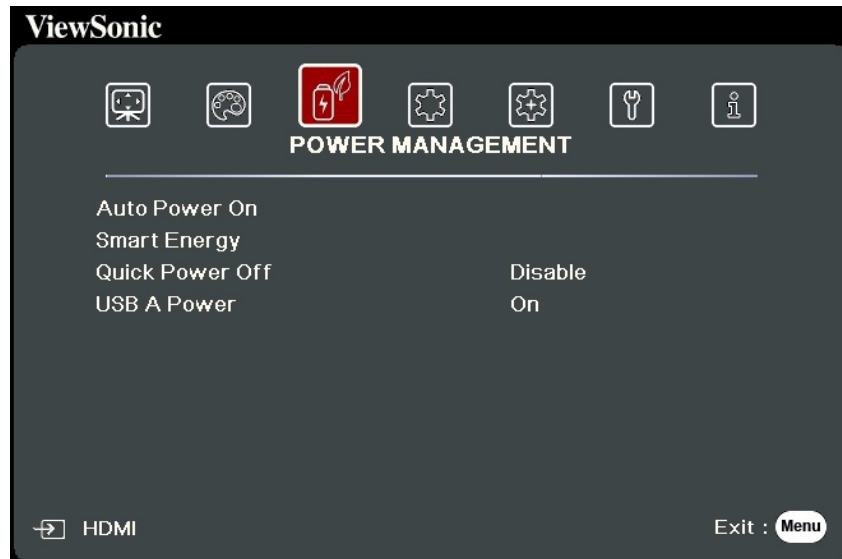 ViewSonic
POWER MANAGEMENT
Auto Power On
Smart Energy
Quick Power Off Disable
USB A Power On
HDMI Exit : Menu